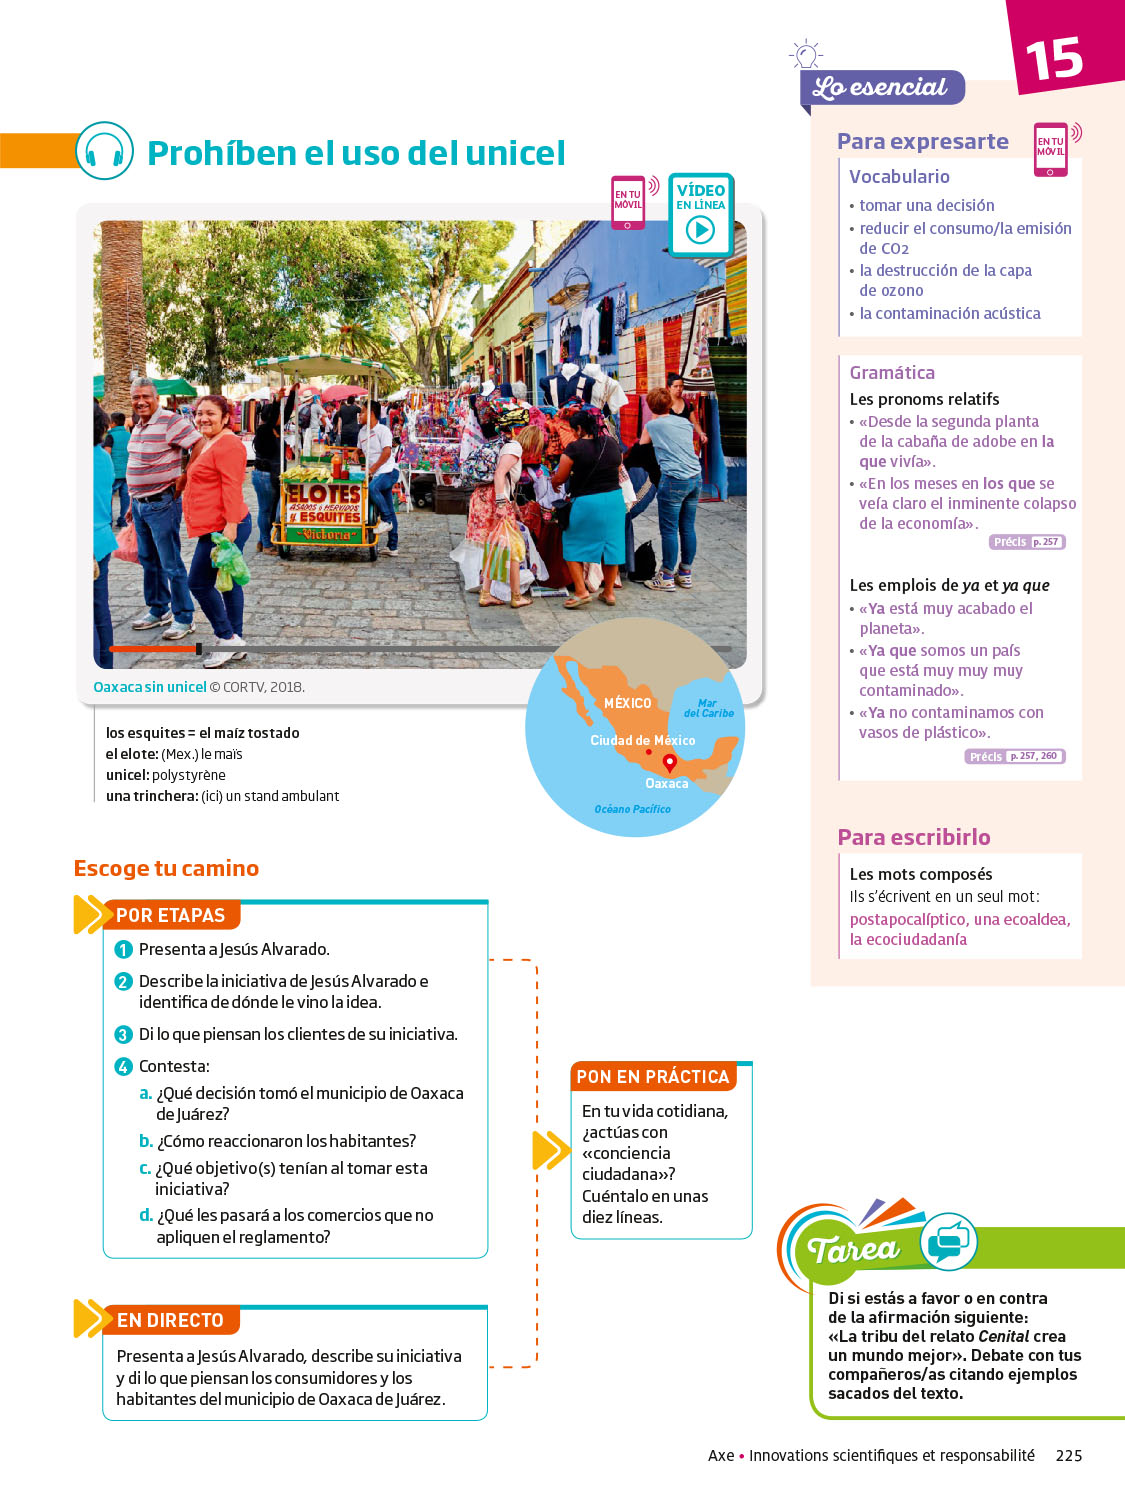 15
Lo esencial
Prohíben el uso del unicel
EN TU
MÓVIL
VÍDEO
EN LÍNEA
ELOTES
ASADOS o HERVIDOS
y ESQUITES
"Victoria"
Oaxaca sin unicel © CORTV, 2018.
MÉXICO
Mar
del Caribe
Ciudad de México
Oaxaca
Océano Pacífico
los esquites = el maíz tostado
el elote: (Mex.) le maïs
unicel: polystyrène
una trinchera: (ici) un stand ambulant
Escoge tu camino
POR ETAPAS
1 Presenta a Jesús Alvarado.
2 Describe la iniciativa de Jesús Alvarado e
identifica de dónde le vino la idea.
3 Di lo que piensan los clientes de su iniciativa.
4 Contesta:
a. ¿Qué decisión tomó el municipio de Oaxaca
de Juárez?
b. ¿Cómo reaccionaron los habitantes?
c. ¿Qué objetivo(s) tenían al tomar esta
iniciativa?
d. ¿Qué les pasará a los comercios que no
apliquen el reglamento?
EN DIRECTO
Presenta a Jesús Alvarado, describe su iniciativa
y di lo que piensan los consumidores y los
habitantes del municipio de Oaxaca de Juárez.
PON EN PRÁCTICA
En tu vida cotidiana,
¿actúas con
«conciencia
ciudadana»?
Cuéntalo en unas
diez líneas.
Para expresarte
EN TU
MÓVIL
Vocabulario
• tomar una decisión
• reducir el consumo/la emisión
de CO2
• la destrucción de la capa
de ozono
• la contaminación acústica
Gramática
Les pronoms relatifs
• «Desde la segunda planta
de la cabaña de adobe en la
que vivía».
• «En los meses en los que se
veía claro el inminente colapso
de la economía».
Précis p. 257
Les emplois de ya et ya que
• «Ya está muy acabado el
planeta».
• «Ya que somos un país
que está muy muy muy
contaminado».
• «Ya no contaminamos con
vasos de plástico».
Précis p. 257, 260
Para escribirlo
Les mots composés
Ils s'écrivent en un seul mot :
postapocalíptico, una ecoaldea,
la ecociudadanía
Tarea
Di si estás a favor o en contra
de la afirmación siguiente:
«La tribu del relato Cenital crea
un mundo mejor». Debate con tus
compañeros/as citando ejemplos
sacados del texto.
Axe • Innovations scientifiques et responsabilité 225